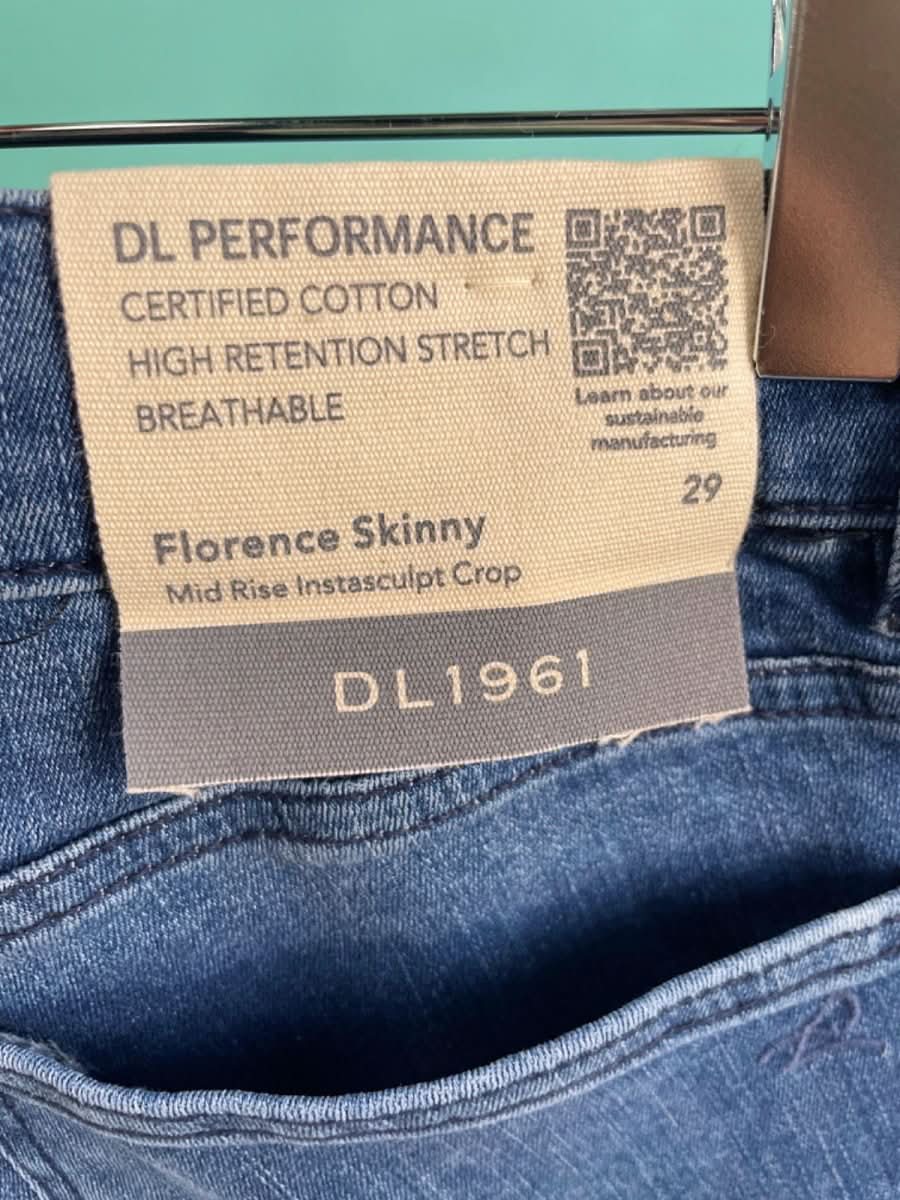 DL PERFORMANCE
CERTIFIED COTTON
HIGH RETENTION STRETCH
BREATHABLE
Learn about our
sustainable
manufacturing
29
Florence Skinny
Mid Rise Instasculpt Crop
DL1961